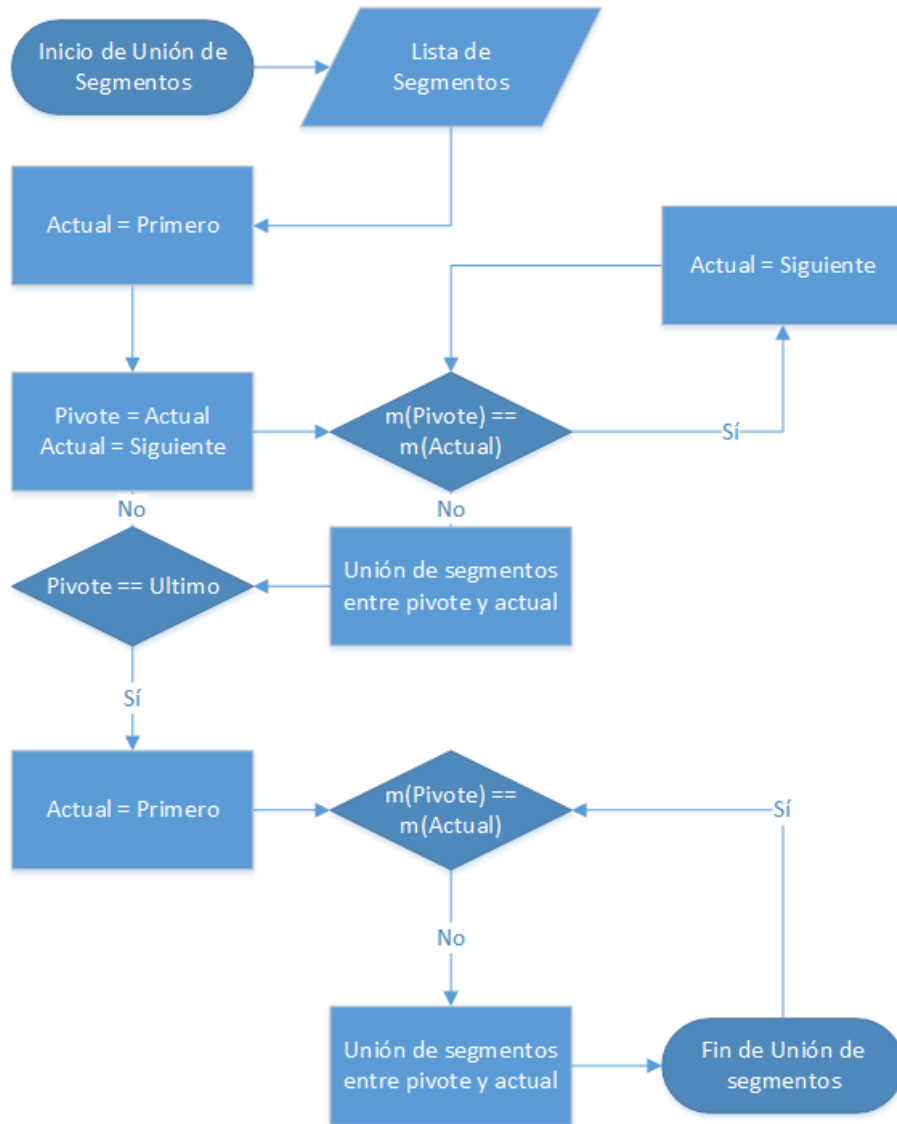 Inicio de Unión de
Segmentos
Lista de
Segmentos
Actual = Primero
Actual = Siguiente
Pivote = Actual
Actual = Siguiente
m(Pivote) ==
m(Actual)
Sí
No
No
Pivote == Ultimo
Unión de segmentos
entre pivote y actual
Sí
Actual = Primero
m(Pivote) ==
m(Actual)
Sí
No
Unión de segmentos
entre pivote y actual
Fin de Unión de
segmentos